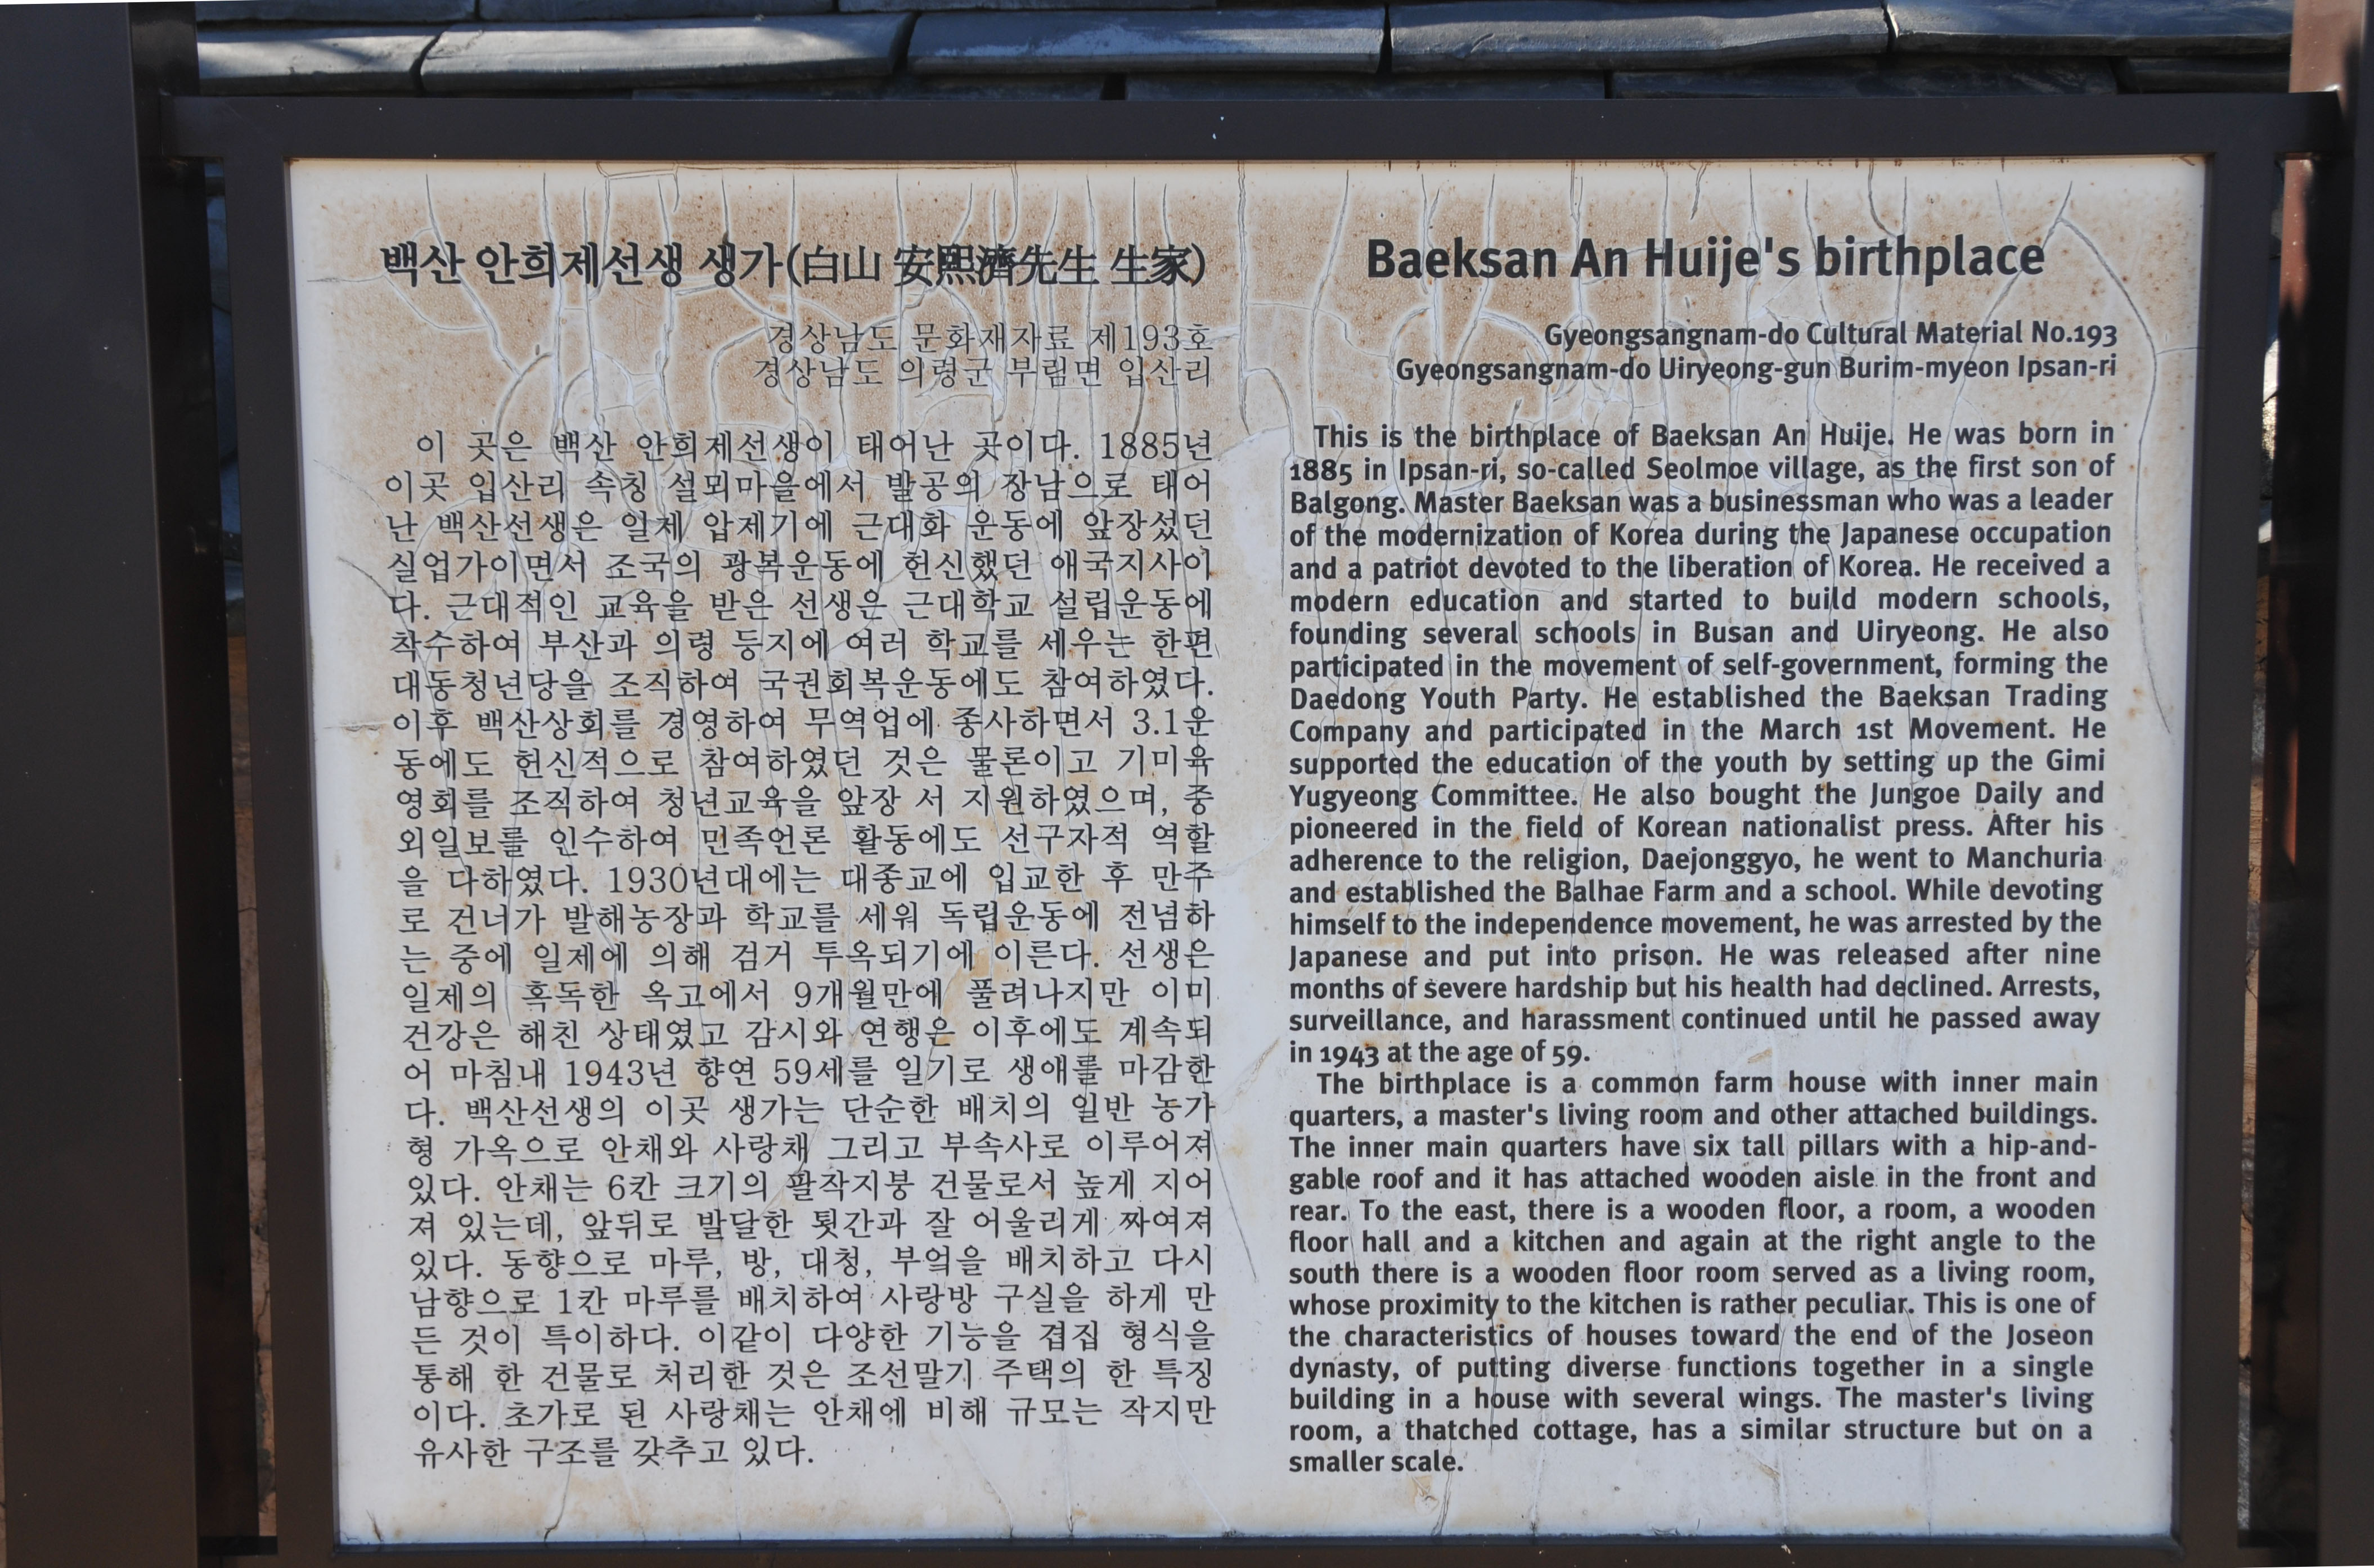 백산 안희제선생 생가(白山 安熙濟先生 生家)
경상남도 문화재자료 제193호
경상남도 의령군 부림면 입산리
이 곳은 백산 안희제선생이 태어난 곳이다. 1885년
이곳 입산리 속칭 설뫼마을에서 발공의 장남으로 태어
난 백산선생은 일제 압제기에 근대화 운동에 앞장섰던
실업가이면서 조국의 광복운동에 헌신했던 애국지사이
다. 근대적인 교육을 받은 선생은 근대학교 설립운동에
착수하여 부산과 의령 등지에 여러 학교를 세우는 한편
대동청년당을 조직하여 국권회복운동에도 참여하였다.
이후 백산상회를 경영하여 무역업에 종사하면서 3.1운
동에도 헌신적으로 참여하였던 것은 물론이고 기미육
영회를 조직하여 청년교육을 앞장 서 지원하였으며, 중
외일보를 인수하여 민족언론 활동에도 선구자적 역할
을 다하였다. 1930년대에는 대종교에 입교한 후 만주
로 건너가 발해농장과 학교를 세워 독립운동에 전념하
는 중에 일제에 의해 검거 투옥되기에 이른다. 선생은
일제의 혹독한 옥고에서 9개월만에 풀려나지만 이미
건강은 해친 상태였고 감시와 연행은 이후에도 계속되
어 마침내 1943년 향연 59세를 일기로 생애를 마감한
다. 백산선생의 이곳 생가는 단순한 배치의 일반 농가
형 가옥으로 안채와 사랑채 그리고 부속사로 이루어져
있다. 안채는 6칸 크기의 팔작지붕 건물로서 높게 지어
져 있는데, 앞뒤로 발달한 툇간과 잘 어울리게 짜여져
있다. 동향으로 마루, 방, 대청, 부엌을 배치하고 다시
남향으로 1칸 마루를 배치하여 사랑방 구실을 하게 만
든 것이 특이하다. 이같이 다양한 기능을 겹집 형식을
통해 한 건물로 처리한 것은 조선말기 주택의 한 특징
이다. 초가로 된 사랑채는 안채에 비해 규모는 작지만
유사한 구조를 갖추고 있다.
Baeksan An Huije's birthplace
Gyeongsangnam-do Cultural Material No.193
Gyeongsangnam-do Uiryeong-gun Burim-myeon Ipsan-ri
This is the birthplace of Baeksan An Huije. He was born in
1885 in Ipsan-ri, so-called Seolmoe village, as the first son of
Balgong. Master Baeksan was a businessman who was a leader
of the modernization of Korea during the Japanese occupation
and a patriot devoted to the liberation of Korea. He received a
modern education and started to build modern schools,
founding several schools in Busan and Uiryeong. He also
participated in the movement of self-government, forming the
Daedong Youth Party. He established the Baeksan Trading
Company and participated in the March 1st Movement. He
supported the education of the youth by setting up the Gimi
Yugyeong Committee. He also bought the Jungoe Daily and
pioneered in the field of Korean nationalist press. After his
adherence to the religion, Daejonggyo, he went to Manchuria
and established the Balhae Farm and a school. While devoting
himself to the independence movement, he was arrested by the
Japanese and put into prison. He was released after nine
months of severe hardship but his health had declined. Arrests,
surveillance, and harassment continued until he passed away
in 1943 at the age of 59.
The birthplace is a common farm house with inner main
quarters, a master's living room and other attached buildings.
The inner main quarters have six tall pillars with a hip-and-
gable roof and it has attached wooden aisle in the front and
rear. To the east, there is a wooden floor, a room, a wooden
floor hall and a kitchen and again at the right angle to the
south there is a wooden floor room served as a living room,
whose proximity to the kitchen is rather peculiar. This is one of
the characteristics of houses toward the end of the Joseon
dynasty, of putting diverse functions together in a single
building in a house with several wings. The master's living
room, a thatched cottage, has a similar structure but on a
smaller scale.